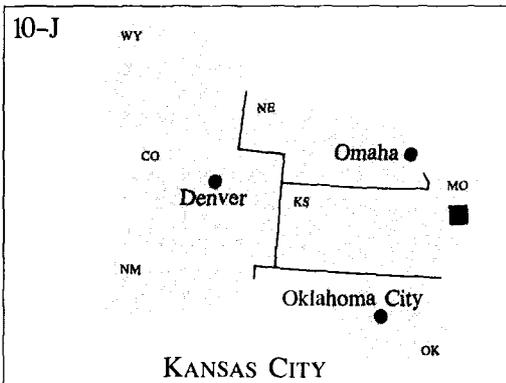 10-J
WY
NE
CO
Omaha
Denver
KS
MO
NM
Oklahoma City
OK
KANSAS CITY